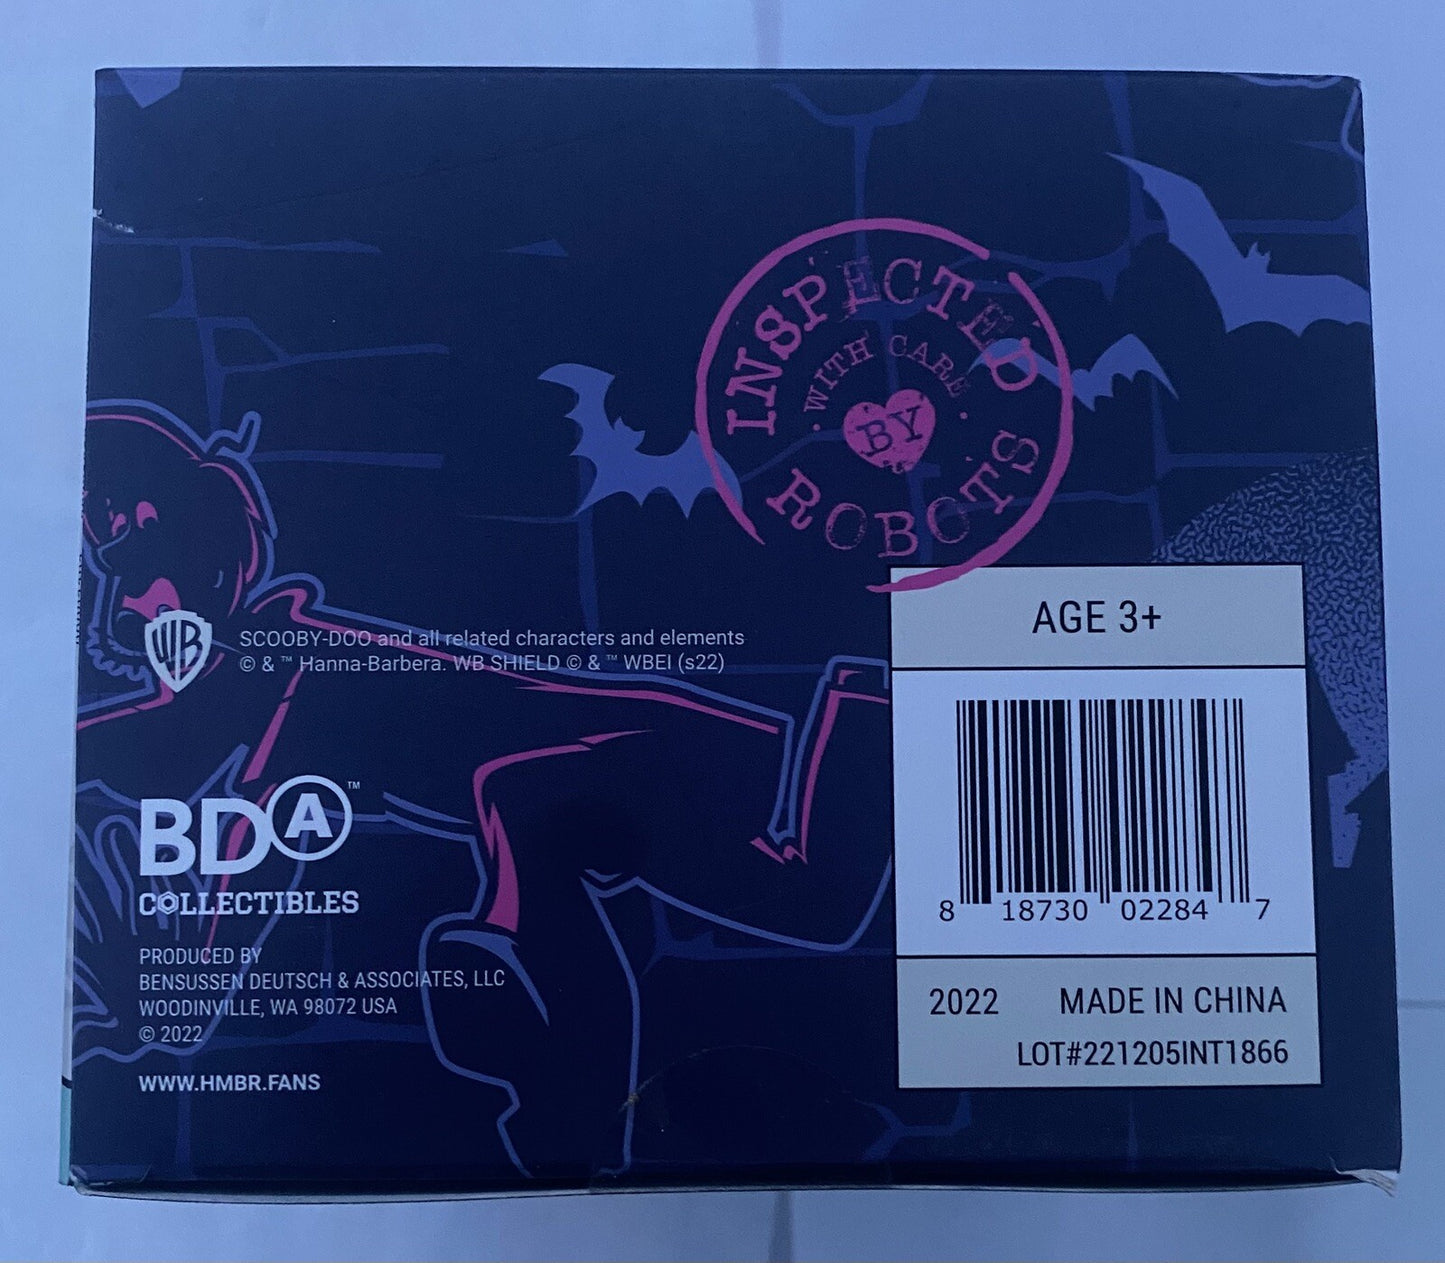 INSPECTED
· WITH CARE ·
BY
ROBOTS
WB
SCOOBY-DOO and all related characters and elements
© & ™ Hanna-Barbera. WB SHIELD © & ™ WBEI (s22)
AGE 3+
8 18730 02284 7
2022 MADE IN CHINA
LOT#221205INT1866
BDA™
COLLECTIBLES
PRODUCED BY
BENSUSSEN DEUTSCH & ASSOCIATES, LLC
WOODINVILLE, WA 98072 USA
© 2022
WWW.HMBR.FANS